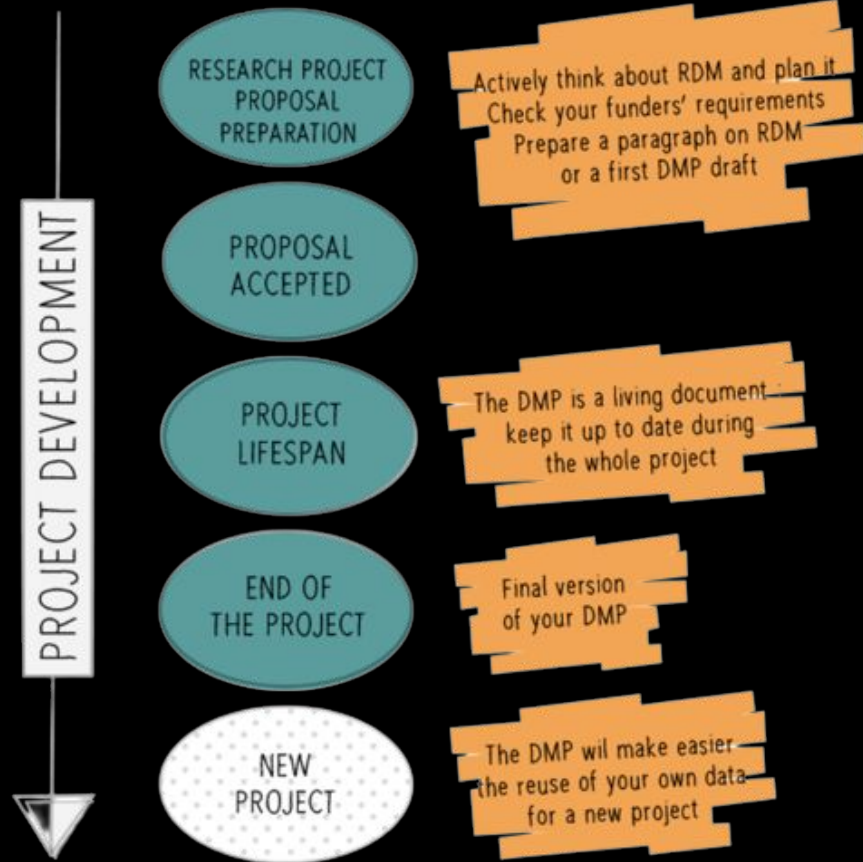 PROJECT DEVELOPMENT
RESEARCH PROJECT
PROPOSAL
PREPARATION
Actively think about RDM and plan it
Check your funders' requirements
Prepare a paragraph on RDM
or a first DMP draft
PROPOSAL
ACCEPTED
PROJECT
LIFESPAN
The DMP is a living document:
keep it up to date during
the whole project
END OF
THE PROJECT
Final version
of your DMP
NEW
PROJECT
The DMP wil make easier
the reuse of your own data
for a new project